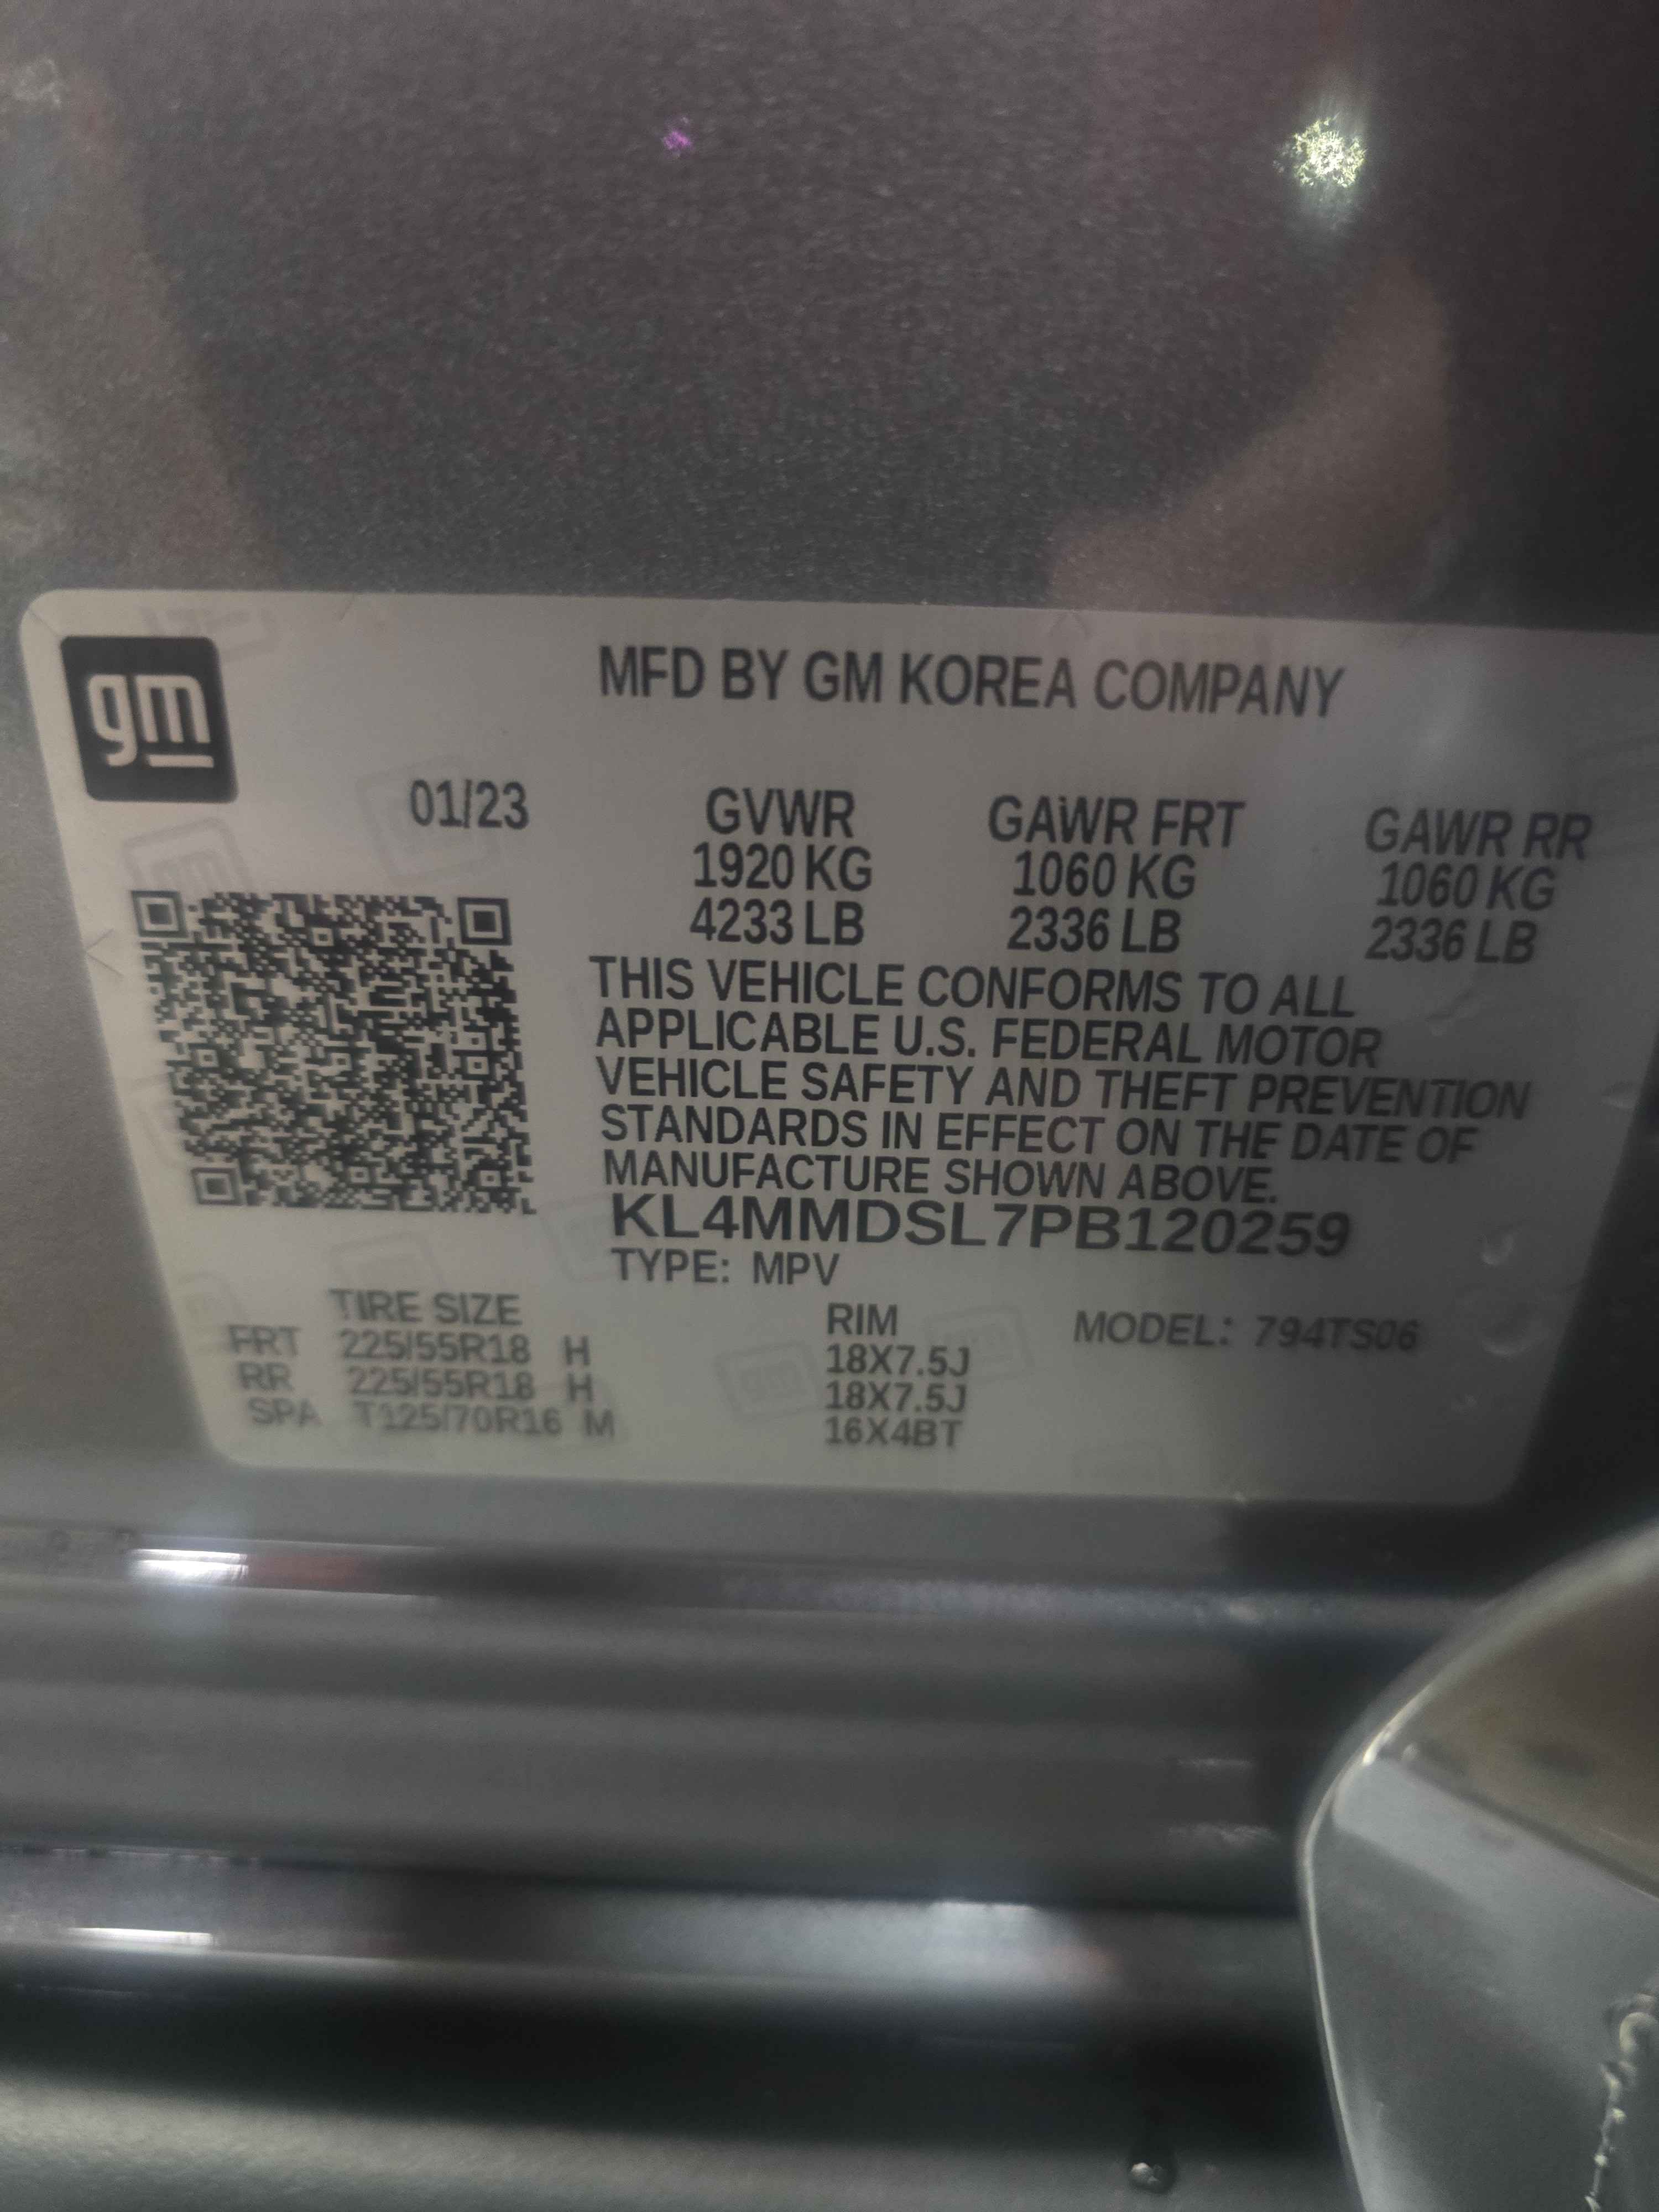 gm
MFD BY GM KOREA COMPANY
01/23 GVWR GAWR FRT GAWR RR
1920 KG 1060 KG 1060 KG
4233 LB 2336 LB 2336 LB
THIS VEHICLE CONFORMS TO ALL
APPLICABLE U.S. FEDERAL MOTOR
VEHICLE SAFETY AND THEFT PREVENTION
STANDARDS IN EFFECT ON THE DATE OF
MANUFACTURE SHOWN ABOVE.
KL4MMDSL7PB120259
TYPE: MPV
TIRE SIZE RIM MODEL: 794TS06
FRT 225/55R18 H 18X7.5J
RR 225/55R18 H 18X7.5J
SPA T125/70R16 M 16X4BT